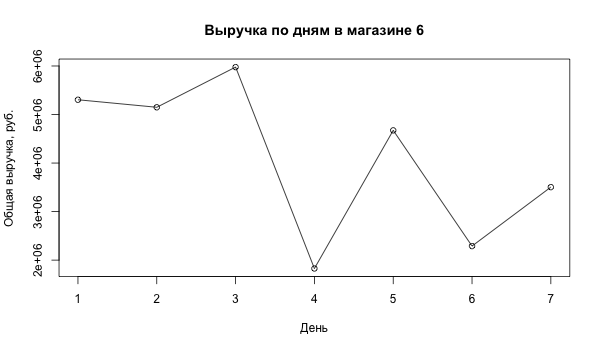 Выручка по дням в магазине 6
Общая выручка, руб.
6e+06
5e+06
4e+06
3e+06
2e+06
1 2 3 4 5 6 7
День